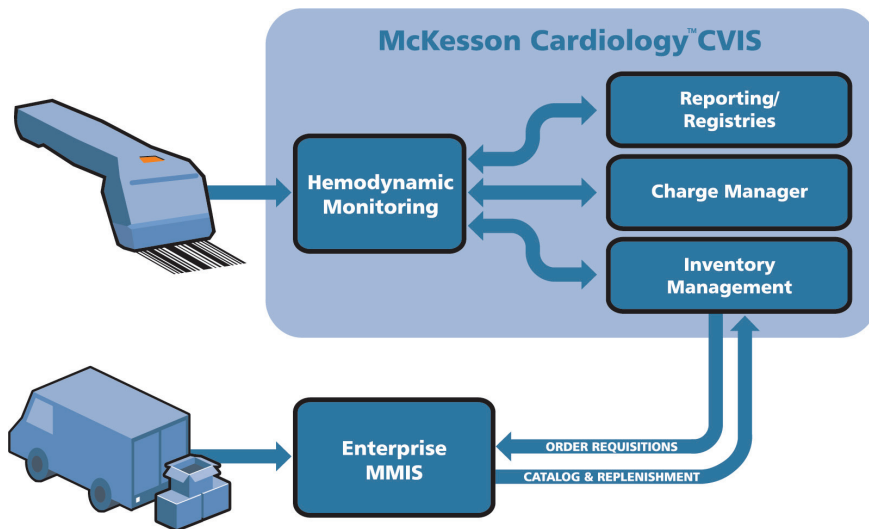 McKesson Cardiology™ CVIS
Reporting/
Registries
Hemodynamic
Monitoring
Charge Manager
Inventory
Management
Enterprise
MMIS
ORDER REQUISITIONS
CATALOG & REPLENISHMENT